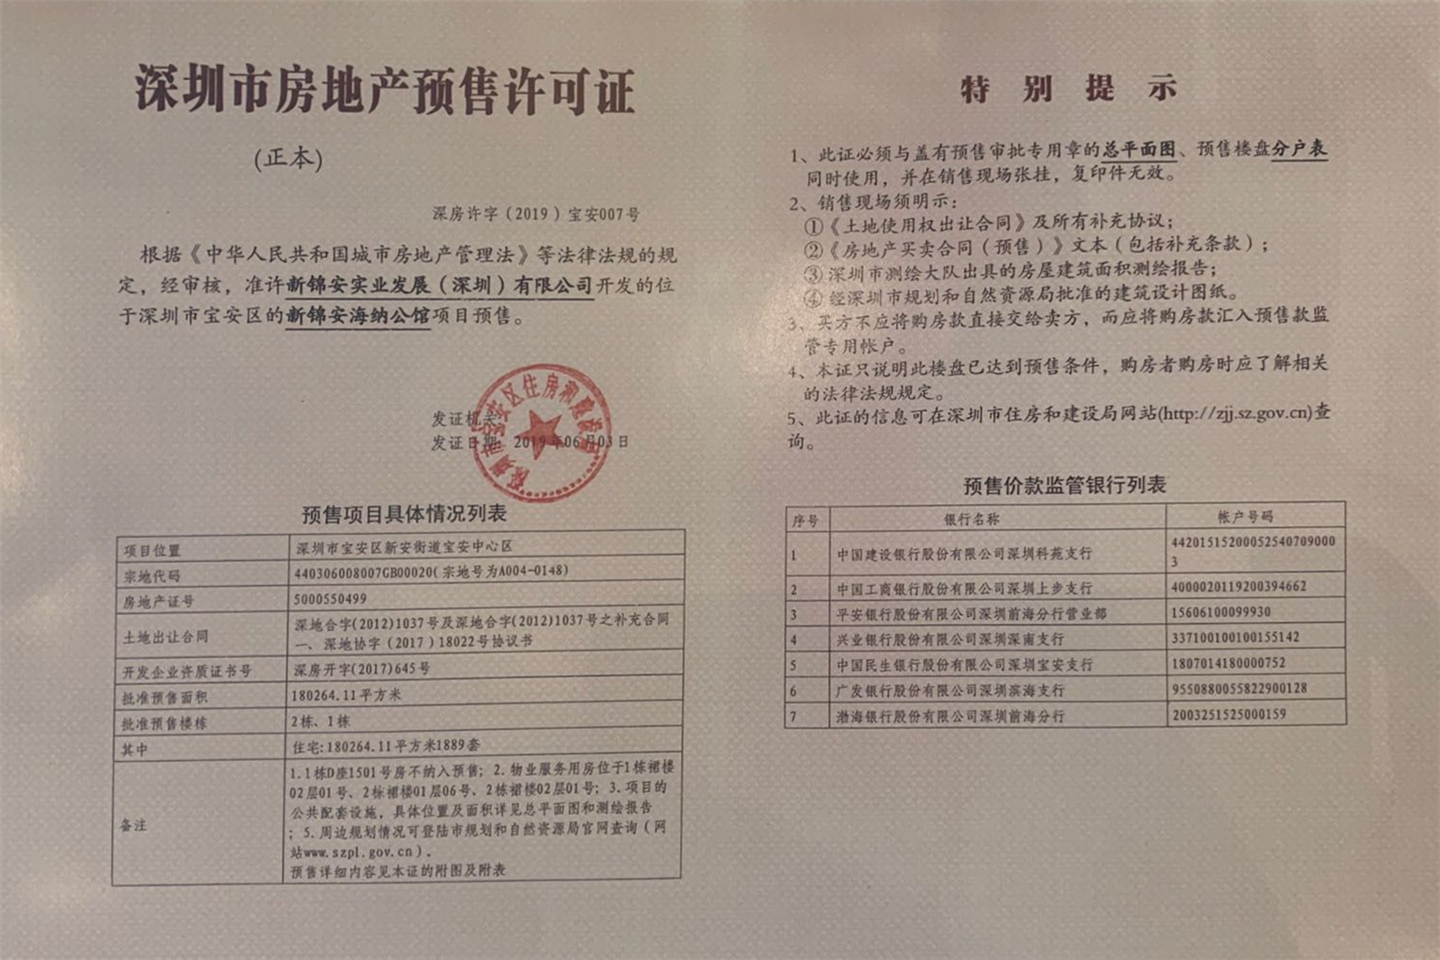 深圳市房地产预售许可证
(正本)
深房许字（2019）宝安007号
根据《中华人民共和国城市房地产管理法》等法律法规的规
定，经审核，准许新锦安实业发展（深圳）有限公司开发的位
于深圳市宝安区的新锦安海纳公馆项目预售。
深圳市宝安区住房和建设局
发证机关：
发证日期：2019年06月03日
预售项目具体情况列表
项目位置 深圳市宝安区新安街道宝安中心区
宗地代码 440306008007GB00020(宗地号为A004-0148)
房地产证号 5000550499
土地出让合同 深地合字(2012)1037号及深地合字(2012)1037号之补充合同
一、深地协字（2017）18022号协议书
开发企业资质证书号 深房开字(2017)645号
批准预售面积 180264.11平方米
批准预售楼栋 2栋、1栋
其中 住宅:180264.11平方米1889套
备注 1.1栋D座1501号房不纳入预售；2.物业服务用房位于1栋裙楼
02层01号、2栋裙楼01层06号、2栋裙楼02层01号；3.项目的
公共配套设施，具体位置及面积详见总平面图和测绘报告
；5.周边规划情况可登陆市规划和自然资源局官网查询（网
站www.szpl.gov.cn）。
预售详细内容见本证的附图及附表
特别提示
1、此证必须与盖有预售审批专用章的总平面图、预售楼盘分户表
同时使用，并在销售现场张挂，复印件无效。
2、销售现场须明示：
①《土地使用权出让合同》及所有补充协议；
②《房地产买卖合同（预售）》文本（包括补充条款）；
③深圳市测绘大队出具的房屋建筑面积测绘报告；
④经深圳市规划和自然资源局批准的建筑设计图纸。
3、买方不应将购房款直接交给卖方，而应将购房款汇入预售款监
管专用帐户。
4、本证只说明此楼盘已达到预售条件，购房者购房时应了解相关
的法律法规规定。
5、此证的信息可在深圳市住房和建设局网站(http://zjj.sz.gov.cn)查
询。
预售价款监管银行列表
序号 银行名称 帐户号码
1 中国建设银行股份有限公司深圳科苑支行 44201515200052540709000
3
2 中国工商银行股份有限公司深圳上步支行 4000020119200394662
3 平安银行股份有限公司深圳前海分行营业部 15606100099930
4 兴业银行股份有限公司深圳深南支行 337100100100155142
5 中国民生银行股份有限公司深圳宝安支行 1807014180000752
6 广发银行股份有限公司深圳滨海支行 9550880055822900128
7 渤海银行股份有限公司深圳前海分行 2003251525000159